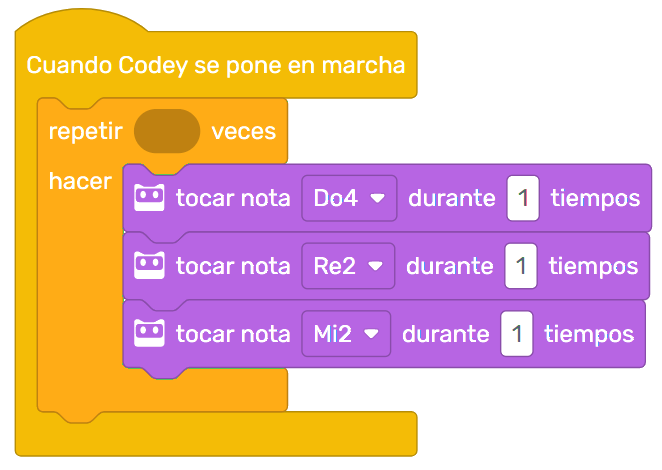 Cuando Codey se pone en marcha
repetir veces
hacer
tocar nota Do4 durante 1 tiempos
tocar nota Re2 durante 1 tiempos
tocar nota Mi2 durante 1 tiempos